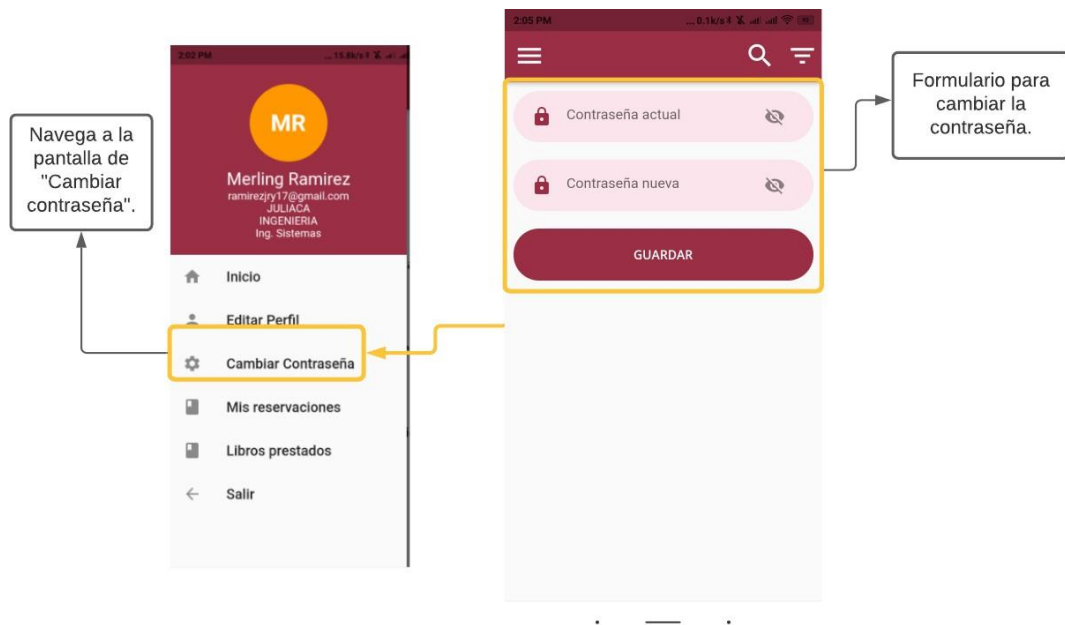 Navega a la
pantalla de
"Cambiar
contraseña".
2:02 PM
MR
Merling Ramirez
ramirezjry17@gmail.com
JULIACA
INGENIERIA
Ing. Sistemas
Inicio
Editar Perfil
Cambiar Contraseña
Mis reservaciones
Libros prestados
Salir
2:05 PM ... 0.1k/s
Contraseña actual
Contraseña nueva
GUARDAR
Formulario para
cambiar la
contraseña.